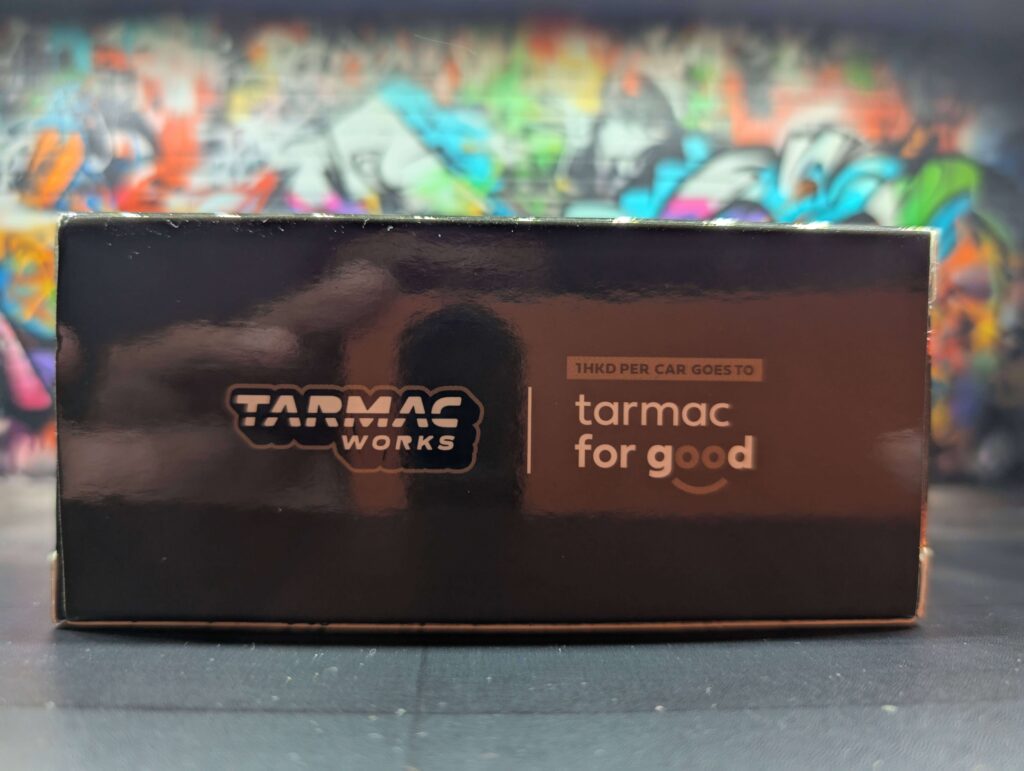 TARMAC
WORKS
1HKD PER CAR GOES TO
tarmac
for good